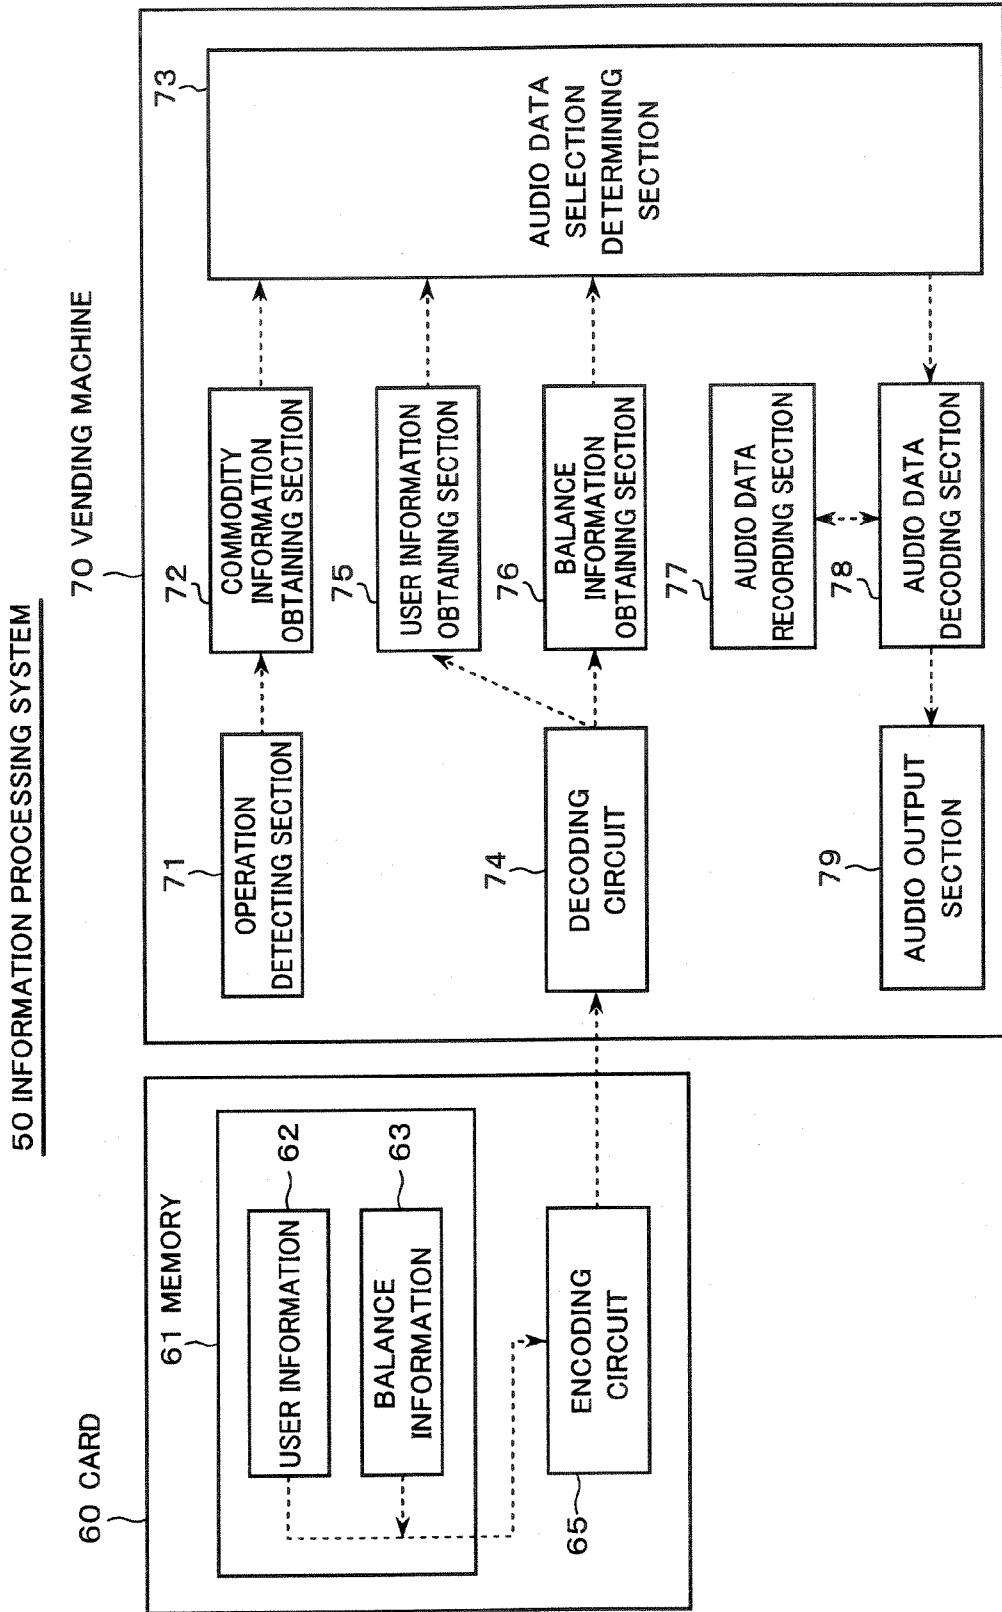 50 INFORMATION PROCESSING SYSTEM
60 CARD
61 MEMORY
USER INFORMATION
62
BALANCE
INFORMATION
63
ENCODING
CIRCUIT
65
70 VENDING MACHINE
71
OPERATION
DETECTING SECTION
72
COMMODITY
INFORMATION
OBTAINING SECTION
73
AUDIO DATA
SELECTION
DETERMINING
SECTION
74
DECODING
CIRCUIT
75
USER INFORMATION
OBTAINING SECTION
76
BALANCE
INFORMATION
OBTAINING SECTION
77
AUDIO DATA
RECORDING SECTION
78
AUDIO DATA
DECODING SECTION
79
AUDIO OUTPUT
SECTION